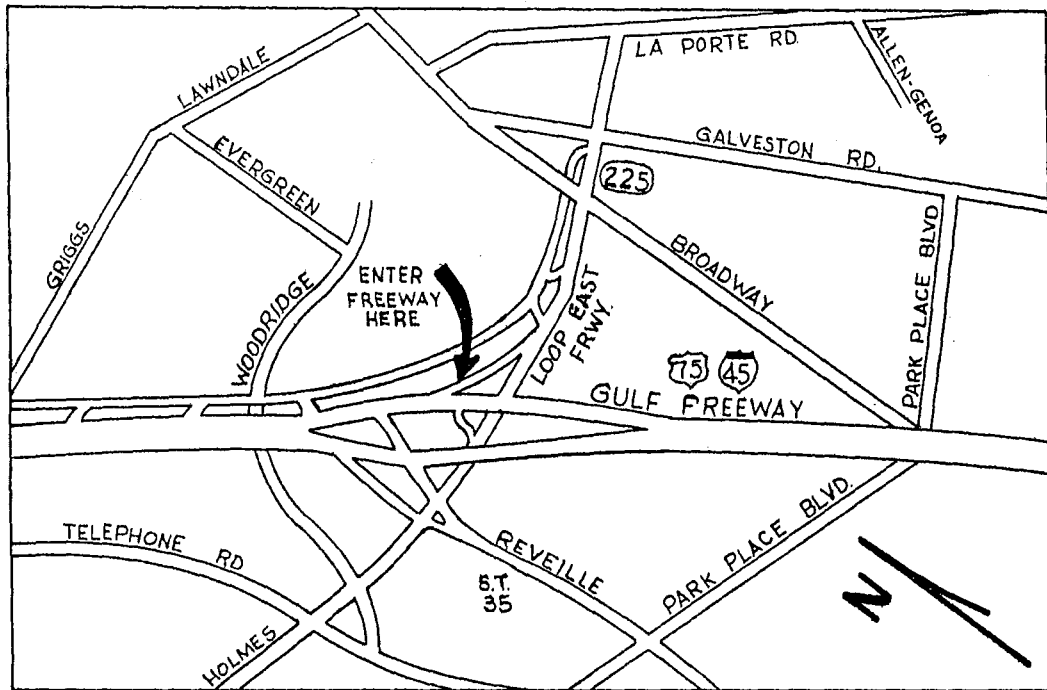 LAWNDALE
LA PORTE RD.
ALLEN-GENOA
EVERGREEN
GALVESTON RD.
225
GRIGGS
WOODRIDGE
ENTER
FREEWAY
HERE
BROADWAY
PARK PLACE BLVD
LOOP EAST
FRWY.
75
45
GULF FREEWAY
TELEPHONE RD
REVEILLE
PARK PLACE BLVD.
S.T.
35
HOLMES
N